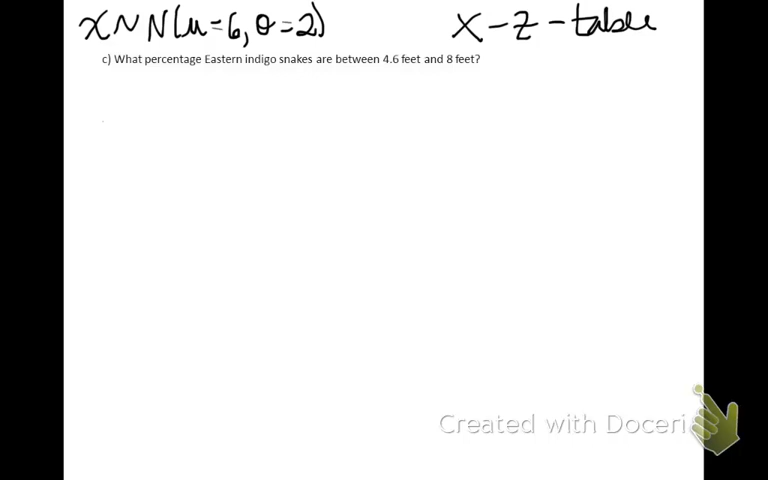 X ~ N(μ=6, σ=2) X - Z - table
c) What percentage Eastern indigo snakes are between 4.6 feet and 8 feet?
Created with Doceri